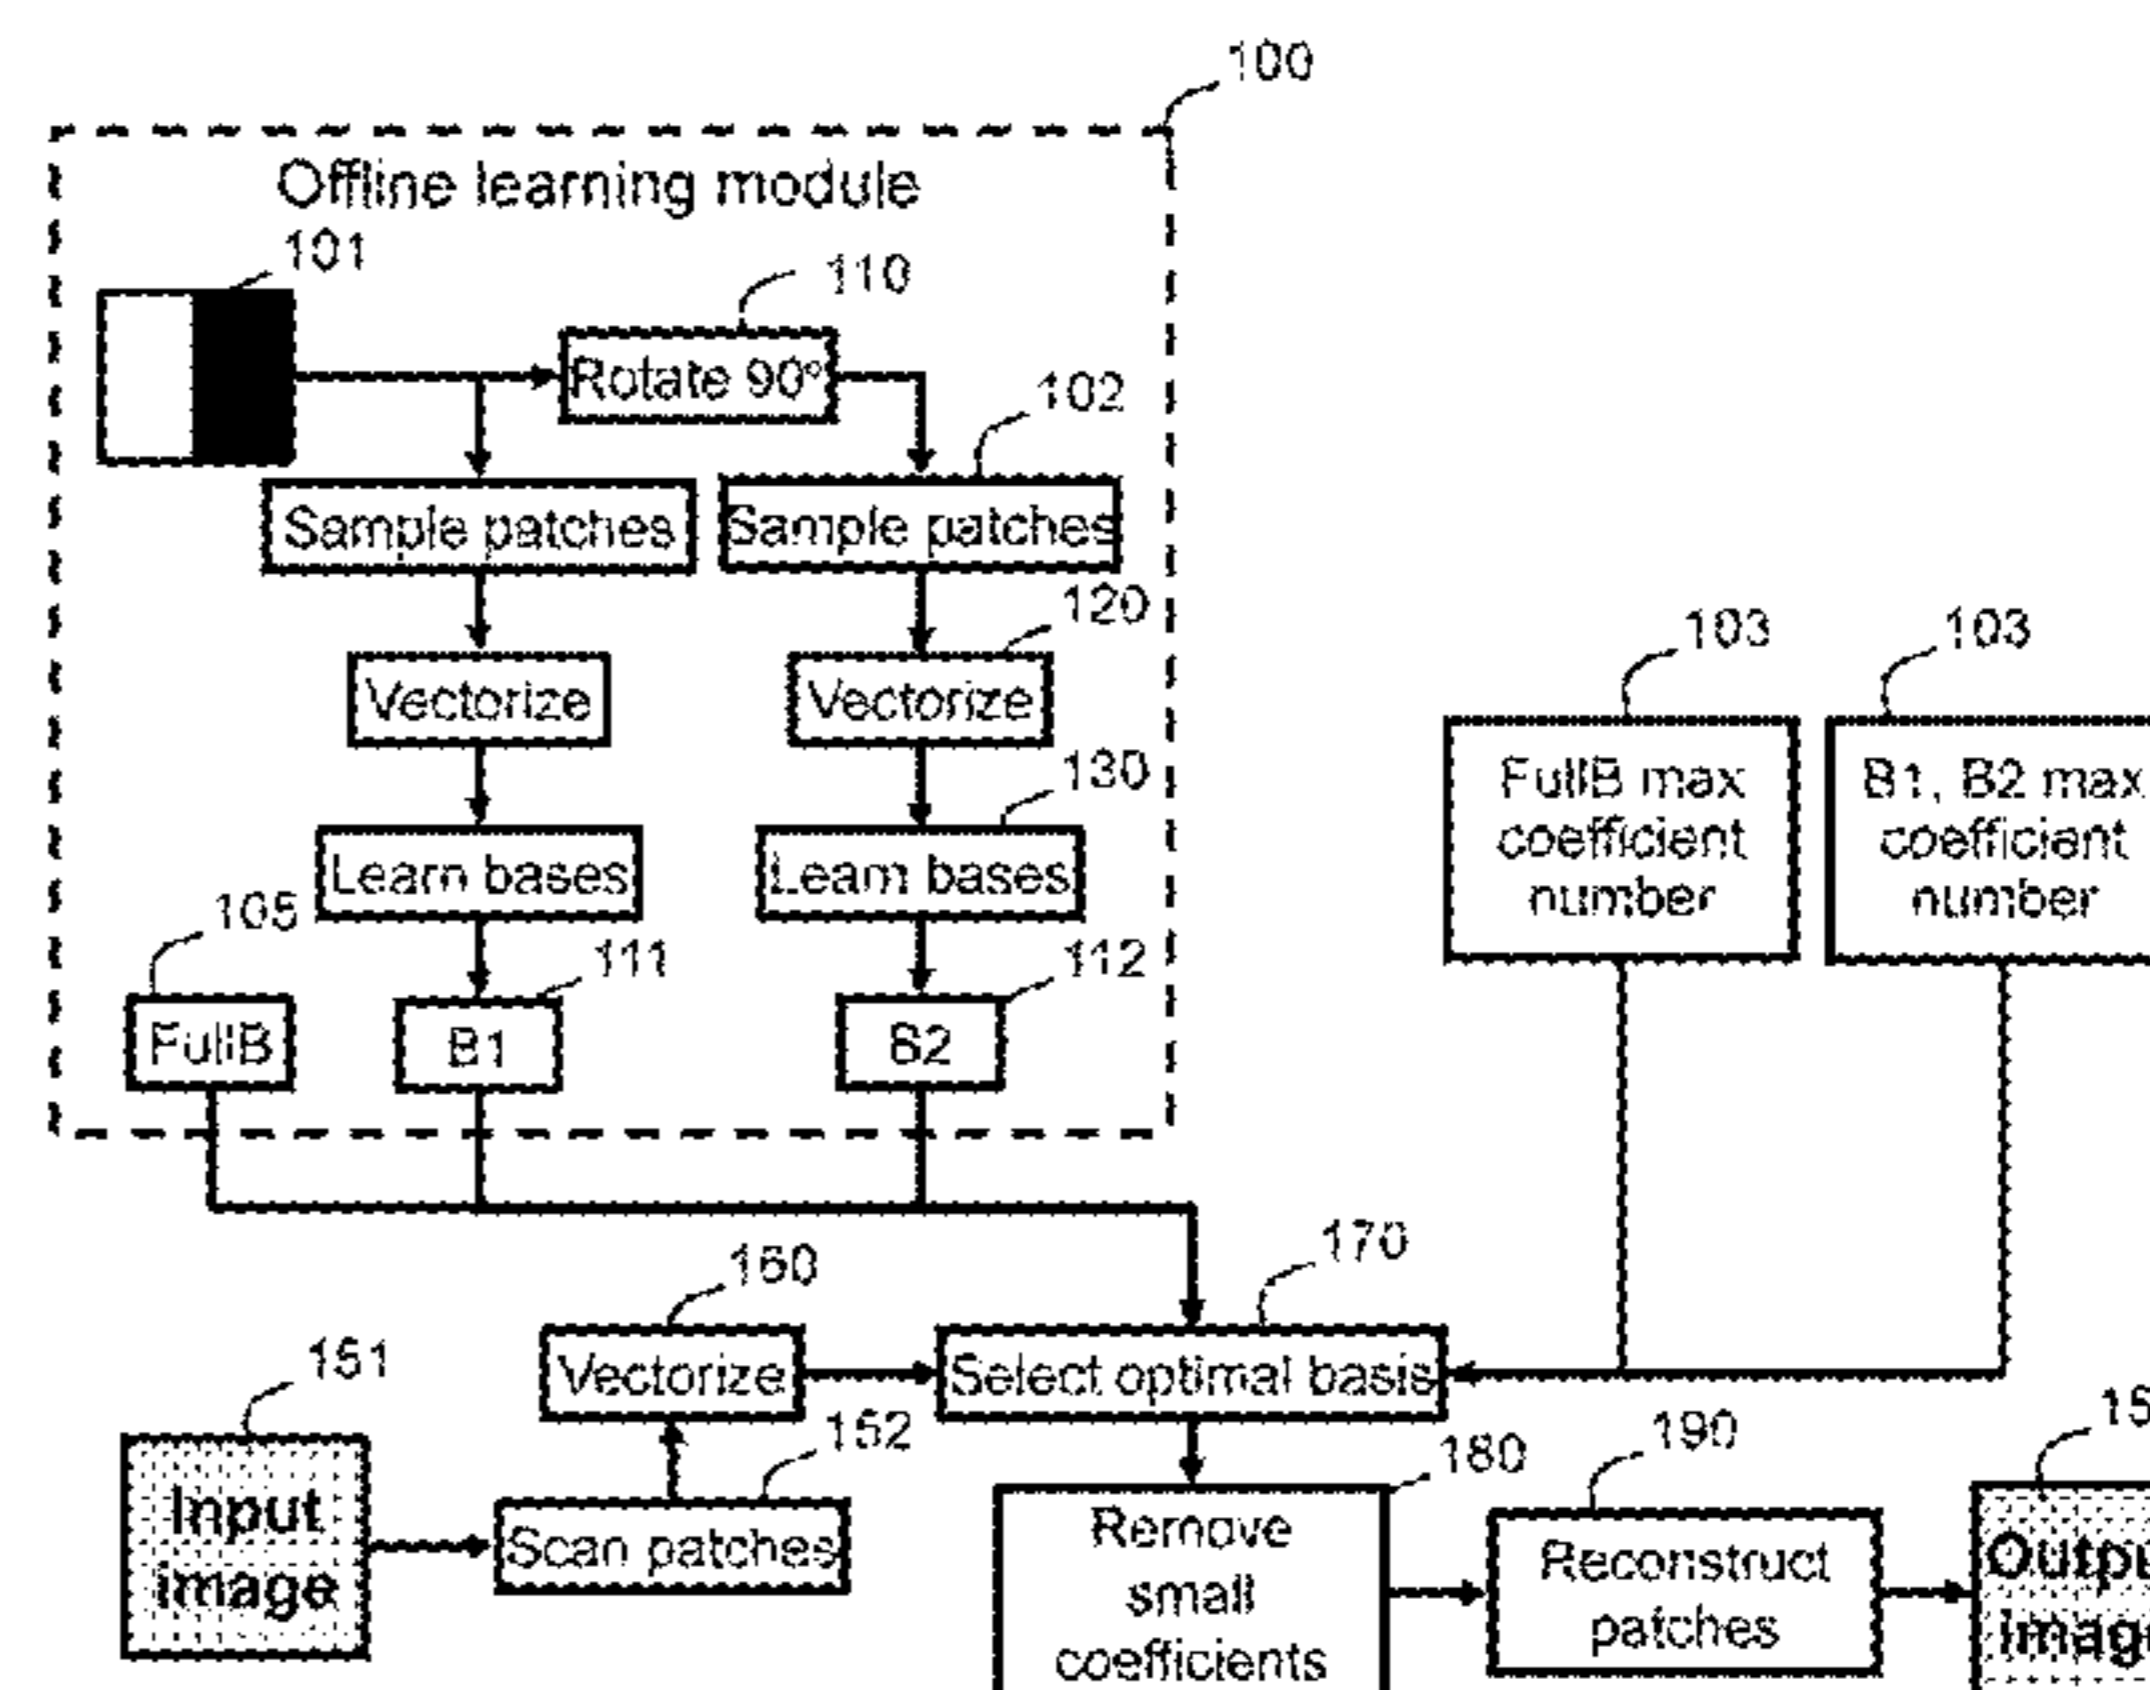 100
Offline learning module
101
110
Rotate 90°
102
Sample patches
Sample patches
120
Vectorize
Vectorize
103
103
130
FullB max
coefficient
number
B1, B2 max
coefficient
number
Learn bases
Learn bases
105
111
112
FullB
B1
B2
160
170
151
Vectorize
Select optimal basis
152
180
190
15
Input
image
Scan patches
Remove
small
coefficients
Reconstruct
patches
Outpu
image